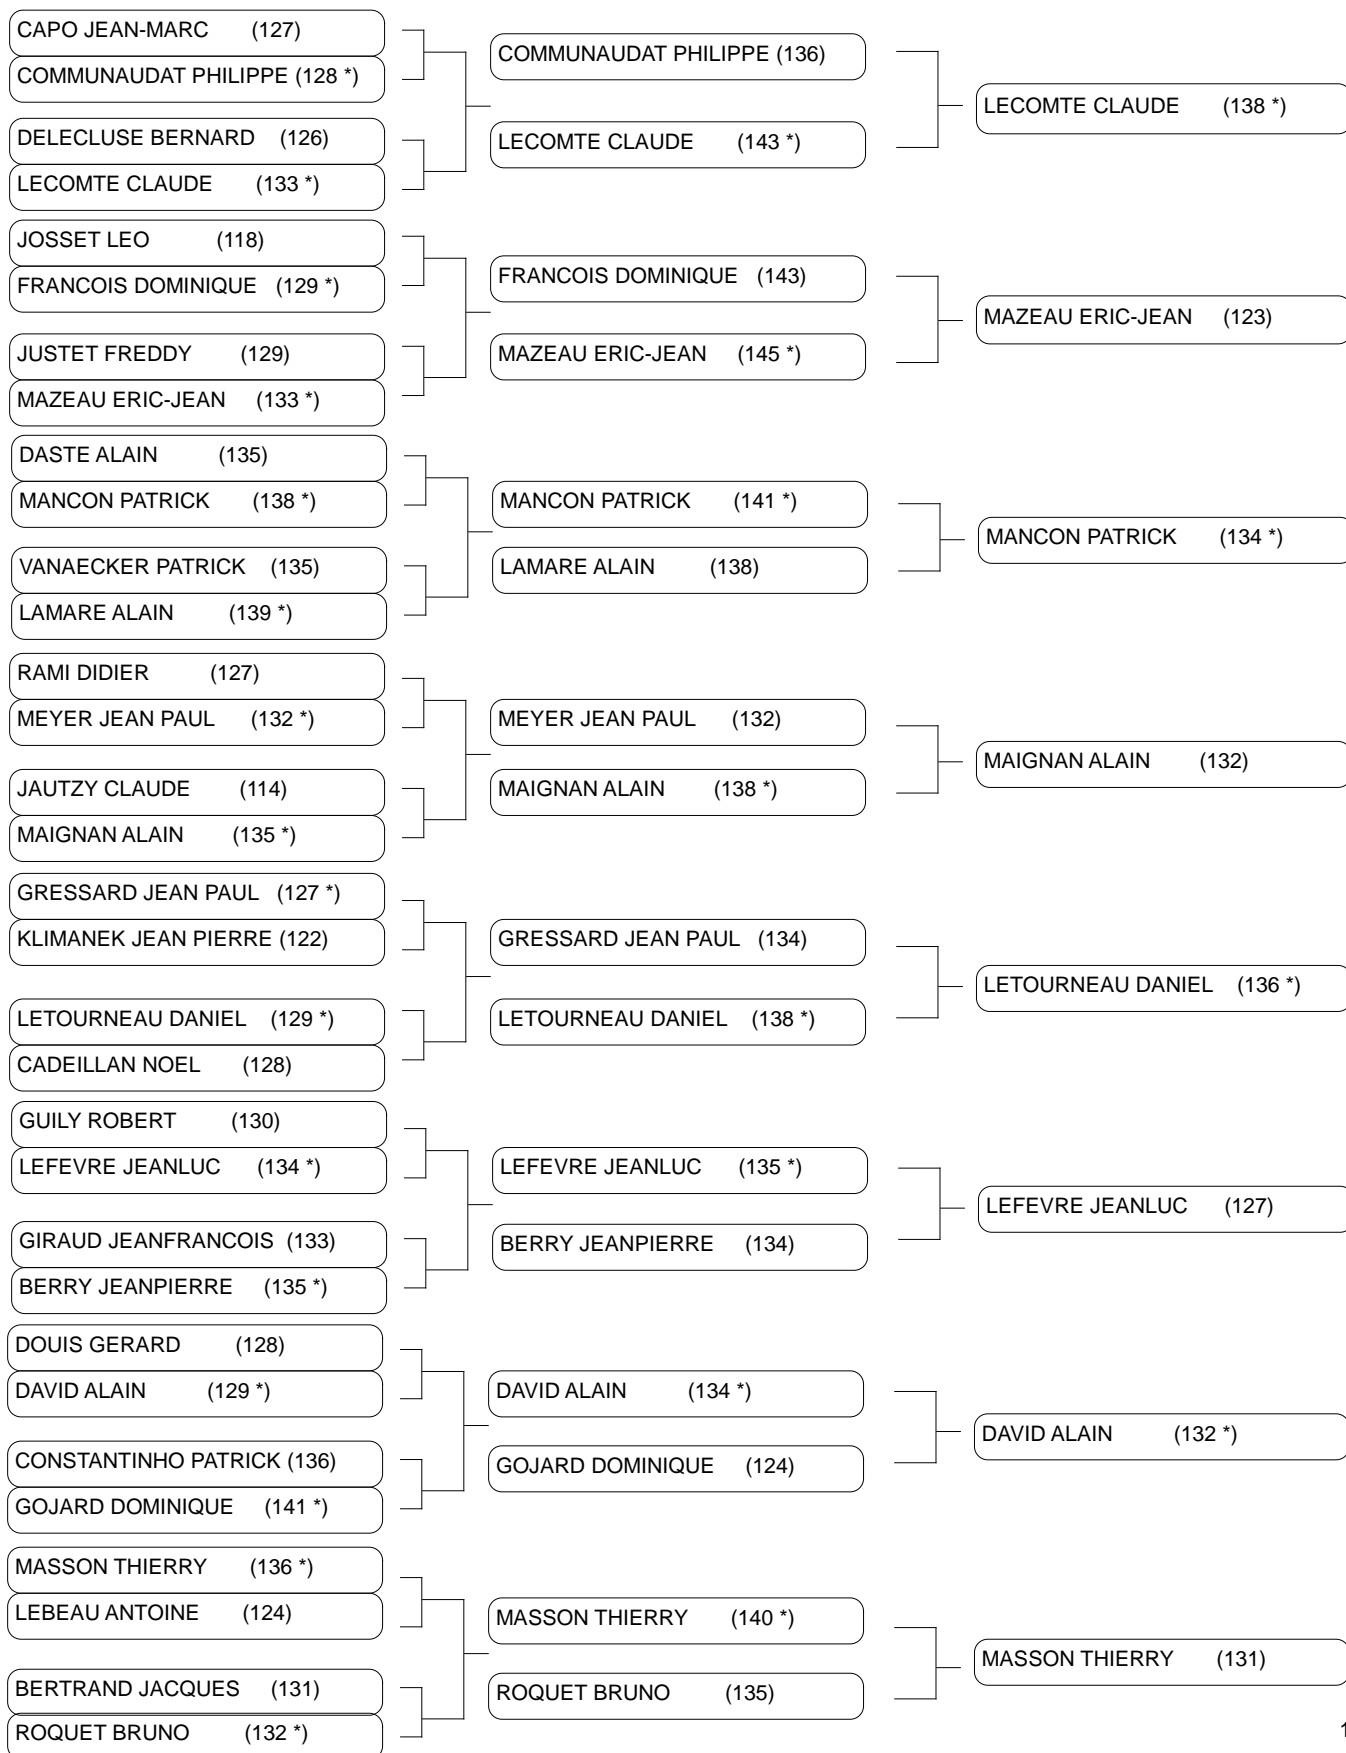 CAPO JEAN-MARC (127)
COMMUNAUDAT PHILIPPE (128 *)
DELECLUSE BERNARD (126)
LECOMTE CLAUDE (133 *)
JOSSET LEO (118)
FRANCOIS DOMINIQUE (129 *)
JUSTET FREDDY (129)
MAZEAU ERIC-JEAN (133 *)
DASTE ALAIN (135)
MANCON PATRICK (138 *)
VANAECKER PATRICK (135)
LAMARE ALAIN (139 *)
RAMI DIDIER (127)
MEYER JEAN PAUL (132 *)
JAUTZY CLAUDE (114)
MAIGNAN ALAIN (135 *)
GRESSARD JEAN PAUL (127 *)
KLIMANEK JEAN PIERRE (122)
LETOURNEAU DANIEL (129 *)
CADEILLAN NOEL (128)
GUILY ROBERT (130)
LEFEVRE JEANLUC (134 *)
GIRAUD JEANFRANCOIS (133)
BERRY JEANPIERRE (135 *)
DOUIS GERARD (128)
DAVID ALAIN (129 *)
CONSTANTINHO PATRICK (136)
GOJARD DOMINIQUE (141 *)
MASSON THIERRY (136 *)
LEBEAU ANTOINE (124)
BERTRAND JACQUES (131)
ROQUET BRUNO (132 *)
COMMUNAUDAT PHILIPPE (136)
LECOMTE CLAUDE (143 *)
FRANCOIS DOMINIQUE (143)
MAZEAU ERIC-JEAN (145 *)
MANCON PATRICK (141 *)
LAMARE ALAIN (138)
MEYER JEAN PAUL (132)
MAIGNAN ALAIN (138 *)
GRESSARD JEAN PAUL (134)
LETOURNEAU DANIEL (138 *)
LEFEVRE JEANLUC (135 *)
BERRY JEANPIERRE (134)
DAVID ALAIN (134 *)
GOJARD DOMINIQUE (124)
MASSON THIERRY (140 *)
ROQUET BRUNO (135)
LECOMTE CLAUDE (138 *)
MAZEAU ERIC-JEAN (123)
MANCON PATRICK (134 *)
MAIGNAN ALAIN (132)
LETOURNEAU DANIEL (136 *)
LEFEVRE JEANLUC (127)
DAVID ALAIN (132 *)
MASSON THIERRY (131)
1